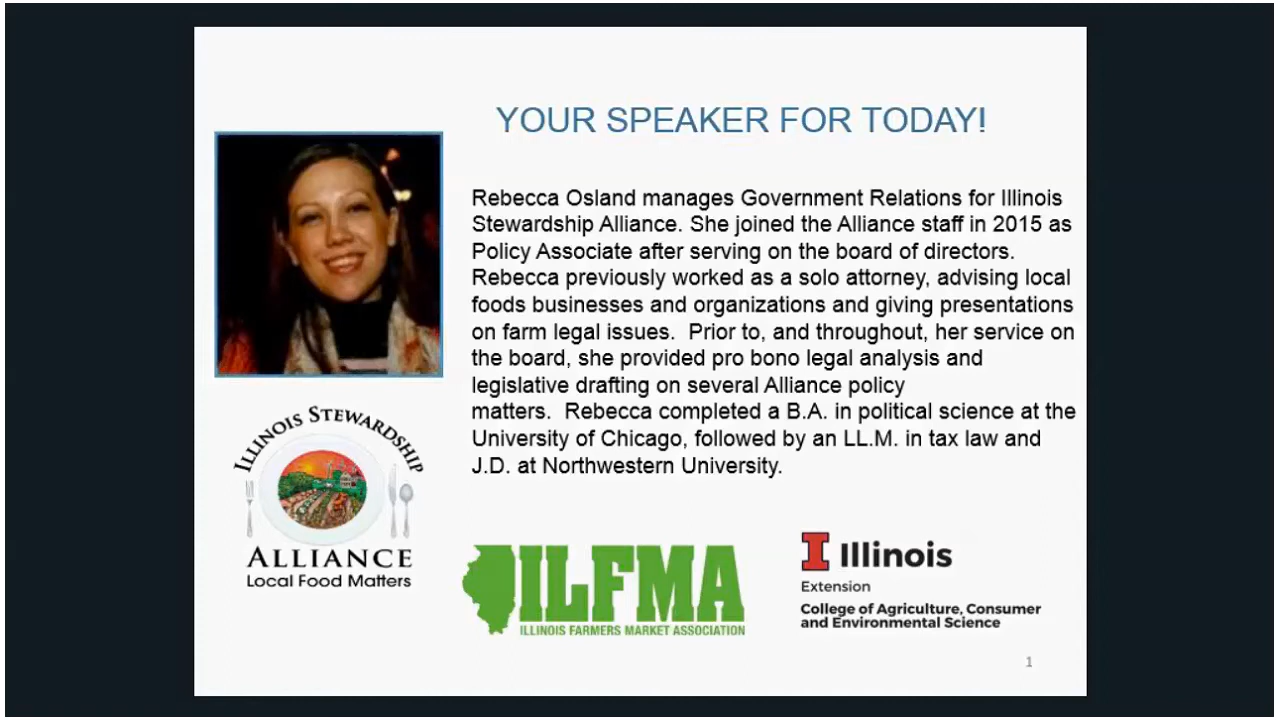 YOUR SPEAKER FOR TODAY!
Rebecca Osland manages Government Relations for Illinois
Stewardship Alliance. She joined the Alliance staff in 2015 as
Policy Associate after serving on the board of directors.
Rebecca previously worked as a solo attorney, advising local
foods businesses and organizations and giving presentations
on farm legal issues.  Prior to, and throughout, her service on
the board, she provided pro bono legal analysis and
legislative drafting on several Alliance policy
matters.  Rebecca completed a B.A. in political science at the
University of Chicago, followed by an LL.M. in tax law and
J.D. at Northwestern University.
ILLINOIS STEWARDSHIP
ALLIANCE
Local Food Matters
ILFMA
ILLINOIS FARMERS MARKET ASSOCIATION
I Illinois
Extension
College of Agriculture, Consumer
and Environmental Science
1